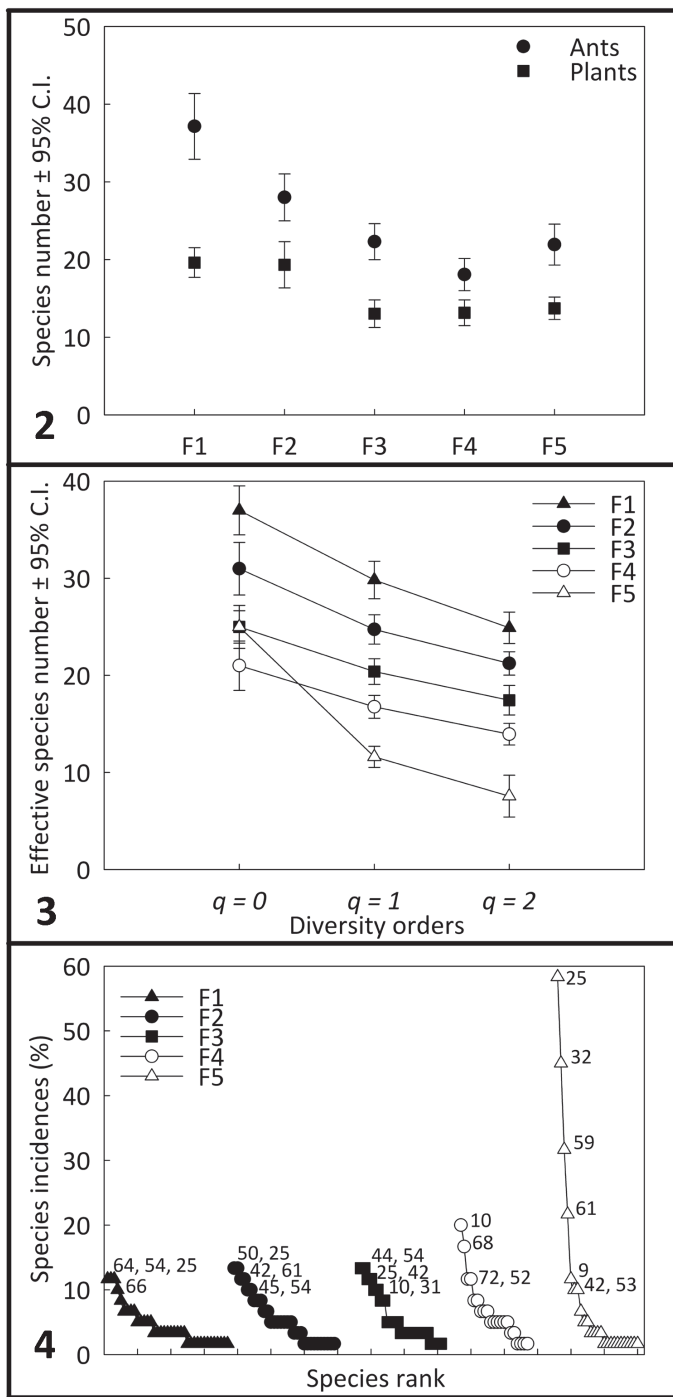 50
40
30
20
10
0
Species number ± 95% C.I.
Ants
Plants
F1 F2 F3 F4 F5
2
40
30
20
10
0
Effective species number ± 95% C.I.
F1
F2
F3
F4
F5
q = 0 q = 1 q = 2
Diversity orders
3
60
50
40
30
20
10
0
Species incidences (%)
F1
F2
F3
F4
F5
64, 54, 25
66
50, 25
42, 61
45, 54
44, 54
25, 42
10, 31
10
68
72, 52
25
32
59
61
9
42, 53
Species rank
4